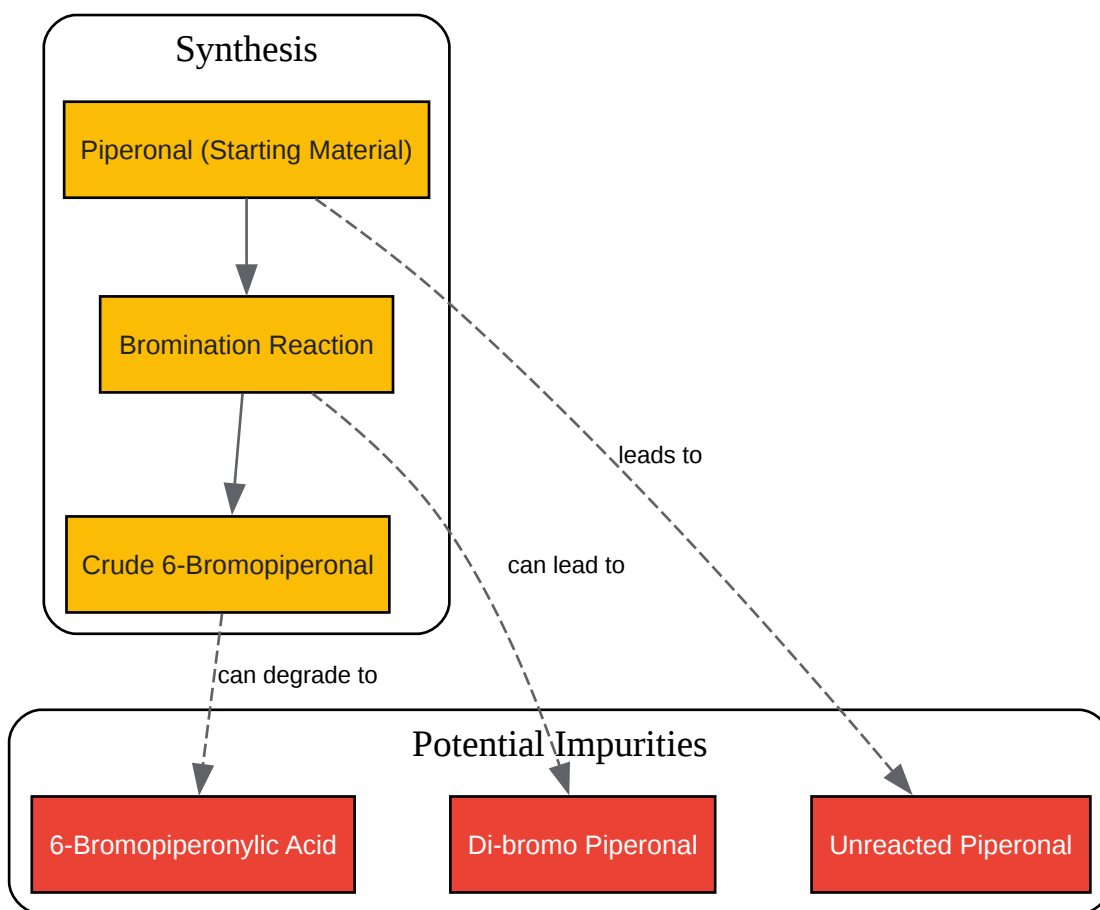 Synthesis
Piperonal (Starting Material)
Bromination Reaction
leads to
Crude 6-Bromopiperonal
can lead to
can degrade to
Potential Impurities
6-Bromopiperonylic Acid
Di-bromo Piperonal
Unreacted Piperonal